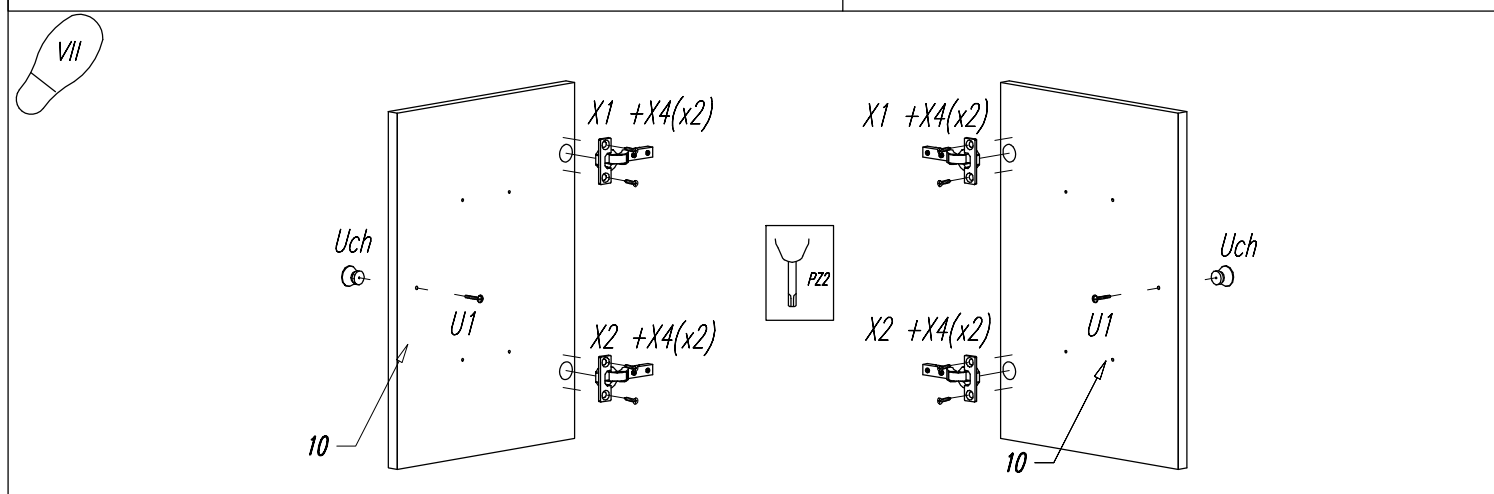 VII
X1 +X4(x2)
X1 +X4(x2)
Uch
Uch
PZ2
U1
U1
X2 +X4(x2)
X2 +X4(x2)
10
10